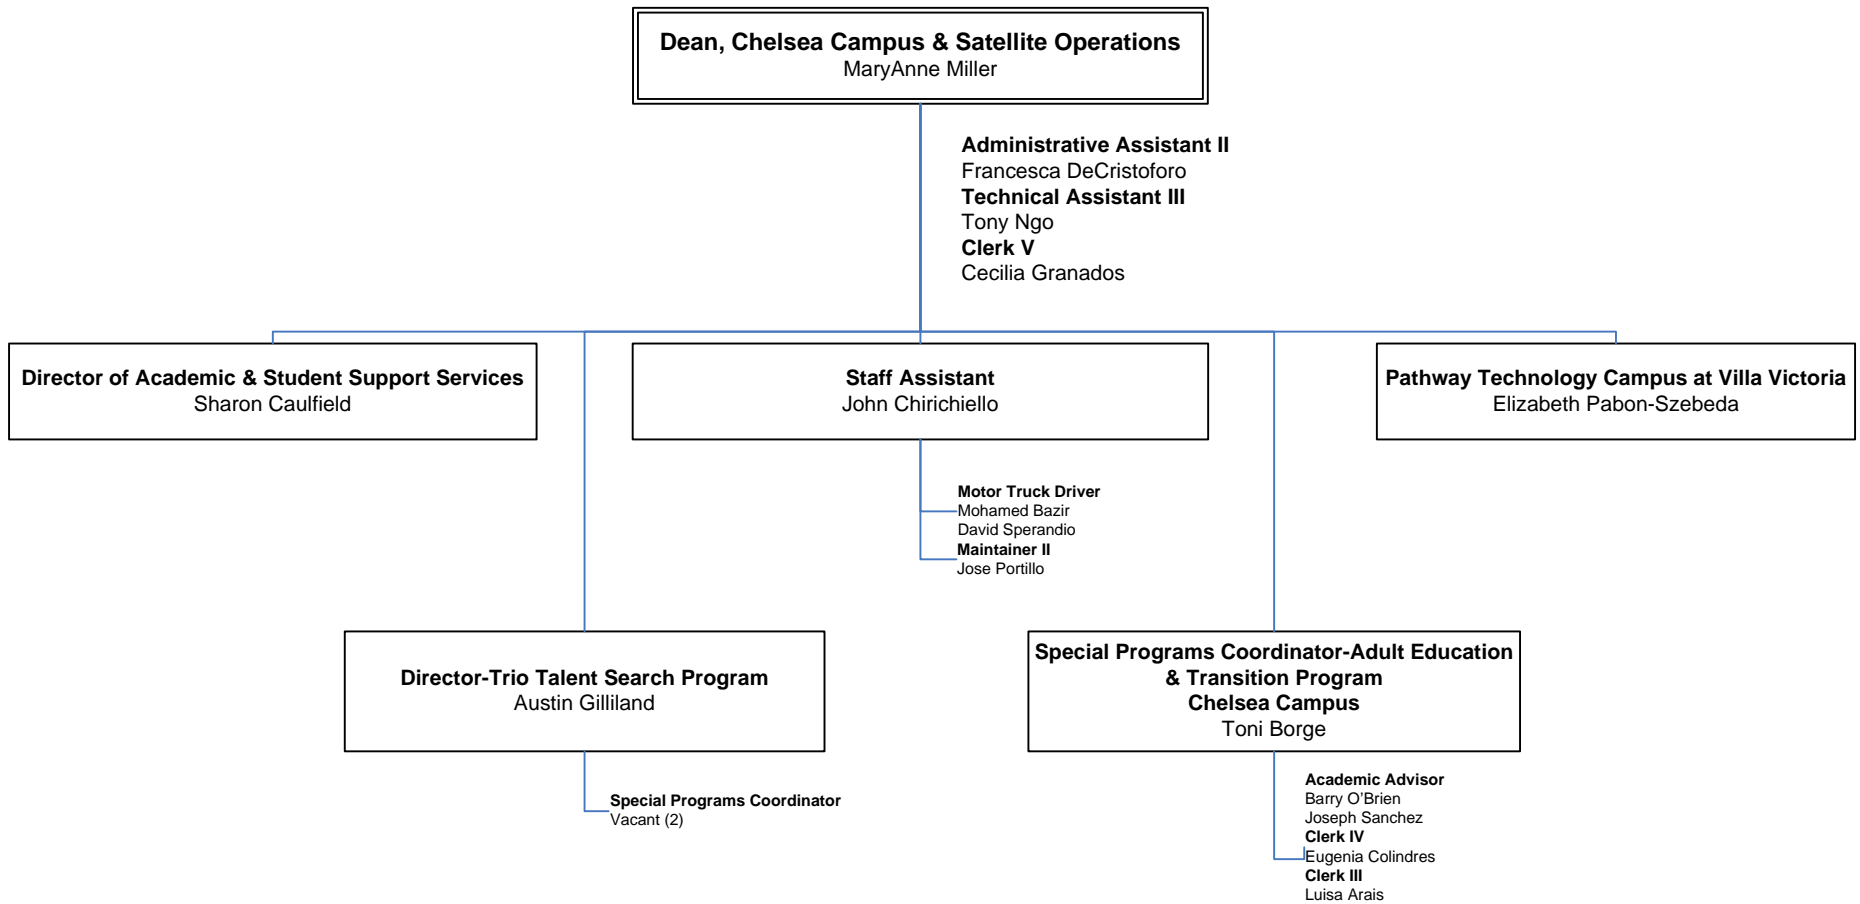 Dean, Chelsea Campus & Satellite Operations
MaryAnne Miller
Administrative Assistant II
Francesca DeCristoforo
Technical Assistant III
Tony Ngo
Clerk V
Cecilia Granados
Director of Academic & Student Support Services
Sharon Caulfield
Staff Assistant
John Chirichiello
Pathway Technology Campus at Villa Victoria
Elizabeth Pabon-Szebeda
Motor Truck Driver
Mohamed Bazir
David Sperandio
Maintainer II
Jose Portillo
Director-Trio Talent Search Program
Austin Gilliland
Special Programs Coordinator
Vacant (2)
Special Programs Coordinator-Adult Education
& Transition Program
Chelsea Campus
Toni Borge
Academic Advisor
Barry O’Brien
Joseph Sanchez
Clerk IV
Eugenia Colindres
Clerk III
Luisa Arais